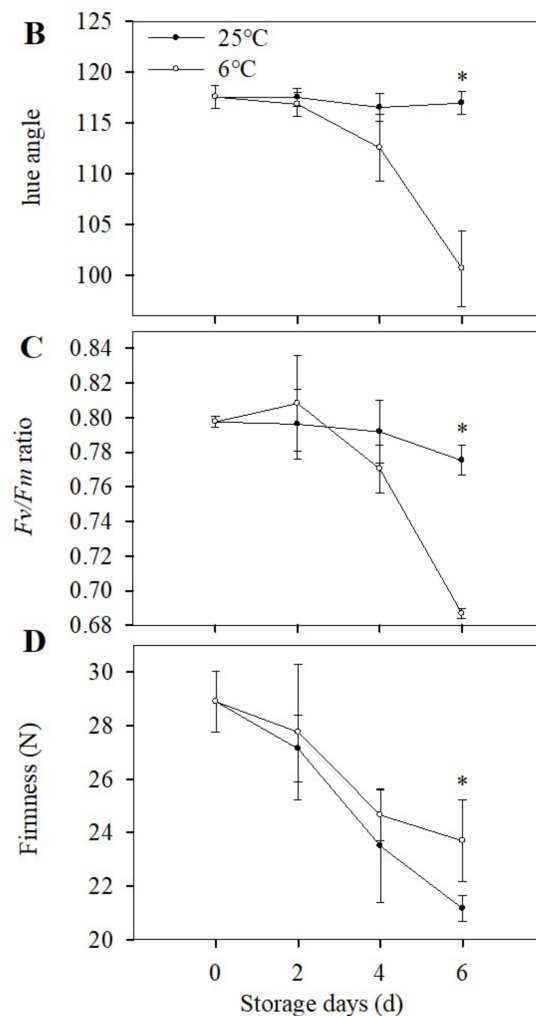 B
125
120
115
110
105
100
hue angle
25°C
6°C
*
C
0.84
0.82
0.80
0.78
0.76
0.74
0.72
0.70
0.68
Fv/Fm ratio
*
D
30
28
26
24
22
20
Firmness (N)
*
0 2 4 6
Storage days (d)